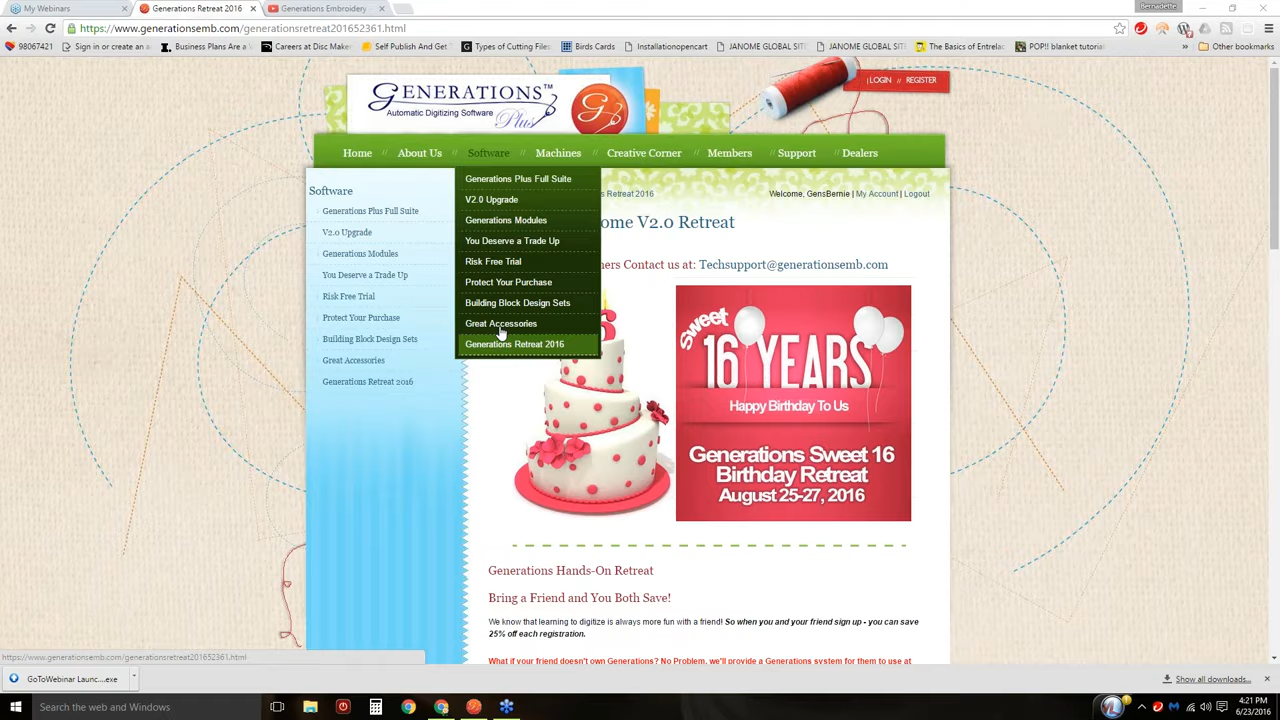 My Webinars
Generations Retreat 2016
Generations Embroidery
Bernadette
https://www.generationsemb.com/generationsretreat201652361.html
98067421
Sign in or create an
Business Plans Are
Careers at Disc Maker
Self Publish And Get
Types of Cutting Files
Birds Cards
Installationopencart
JANOME GLOBAL SIT
JANOME GLOBAL SIT
The Basics of Entrelac
POP!! blanket tutoria
»
Other bookmarks
LOGIN // REGISTER
GENERATIONS™
Automatic Digitizing Software
Plus
Home // About Us // Software // Machines // Creative Corner // Members // Support // Dealers
Software
Generations Plus Full Suite
V2.0 Upgrade
Generations Modules
You Deserve a Trade Up
Risk Free Trial
Protect Your Purchase
Building Block Design Sets
Great Accessories
Generations Retreat 2016
Generations Plus Full Suite
V2.0 Upgrade
Generations Modules
You Deserve a Trade Up
Risk Free Trial
Protect Your Purchase
Building Block Design Sets
Great Accessories
Generations Retreat 2016
s Retreat 2016
Welcome, GensBernie | My Account | Logout
ome V2.0 Retreat
ners Contact us at: Techsupport@generationsemb.com
6
Sweet
16 YEARS
Happy Birthday To Us
Generations Sweet 16
Birthday Retreat
August 25-27, 2016
Generations Hands-On Retreat
Bring a Friend and You Both Save!
We know that learning to digitize is always more fun with a friend! So when you and your friend sign up - you can save
25% off each registration.
What if your friend doesn't own Generations? No Problem, we'll provide a Generations system for them to use at
https://www.generationsemb.com/generationsretreat201652361.html
GoToWebinar Launc....exe
Show all downloads...
Search the web and Windows
4:21 PM
6/23/2016